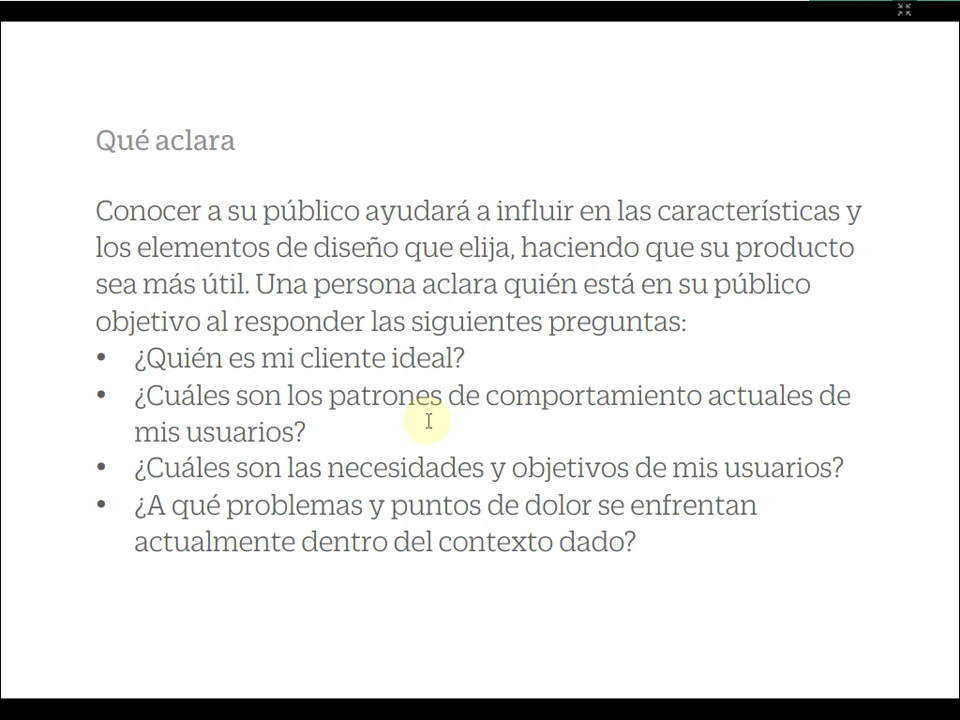 Qué aclara
Conocer a su público ayudará a influir en las características y
los elementos de diseño que elija, haciendo que su producto
sea más útil. Una persona aclara quién está en su público
objetivo al responder las siguientes preguntas:
• ¿Quién es mi cliente ideal?
• ¿Cuáles son los patrones de comportamiento actuales de
mis usuarios?
• ¿Cuáles son las necesidades y objetivos de mis usuarios?
• ¿A qué problemas y puntos de dolor se enfrentan
actualmente dentro del contexto dado?